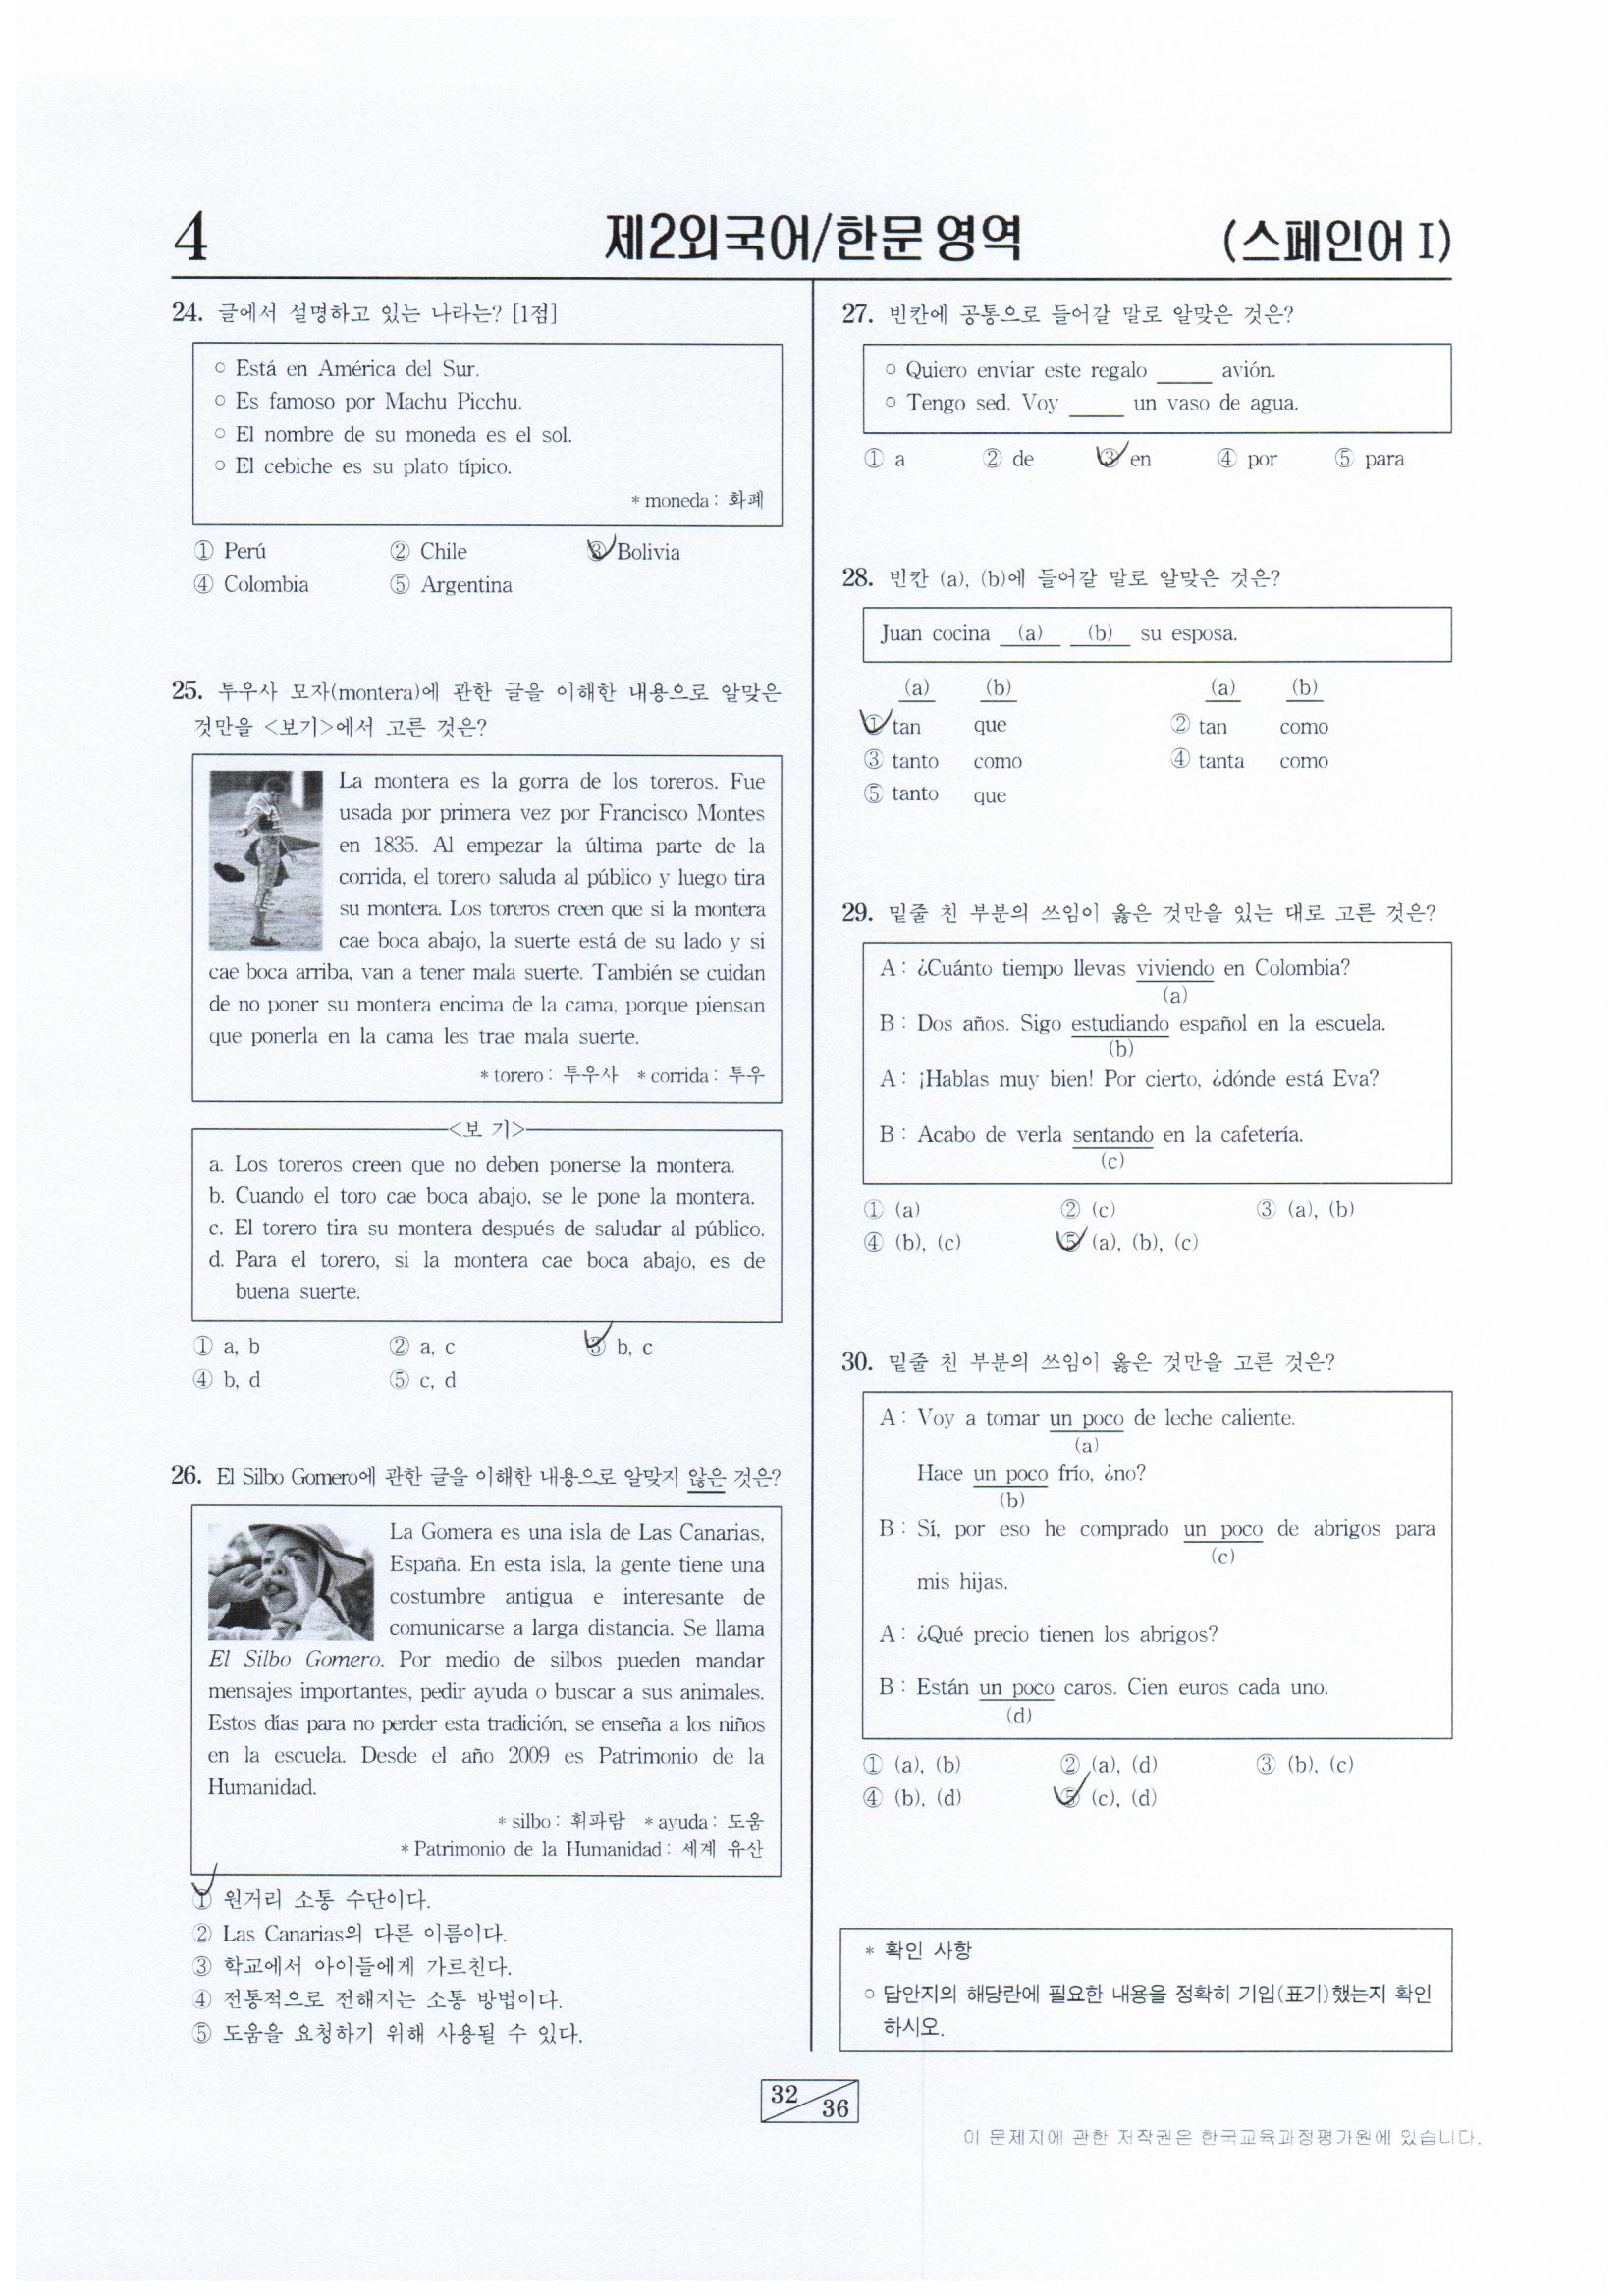 4
제2외국어/한문 영역
(스페인어 I)
24. 글에서 설명하고 있는 나라는? [1점]
○ Está en América del Sur.
○ Es famoso por Machu Picchu.
○ El nombre de su moneda es el sol.
○ El cebiche es su plato típico.
* moneda : 화폐
① Perú ② Chile ③ Bolivia
④ Colombia ⑤ Argentina
25. 투우사 모자(montera)에 관한 글을 이해한 내용으로 알맞은
것만을 <보기>에서 고른 것은?
La montera es la gorra de los toreros. Fue
usada por primera vez por Francisco Montes
en 1835. Al empezar la última parte de la
corrida, el torero saluda al público y luego tira
su montera. Los toreros creen que si la montera
cae boca abajo, la suerte está de su lado y si
cae boca arriba, van a tener mala suerte. También se cuidan
de no poner su montera encima de la cama, porque piensan
que ponerla en la cama les trae mala suerte.
* torero : 투우사 * corrida : 투우
<보 기>
a. Los toreros creen que no deben ponerse la montera.
b. Cuando el toro cae boca abajo, se le pone la montera.
c. El torero tira su montera después de saludar al público.
d. Para el torero, si la montera cae boca abajo, es de
buena suerte.
① a, b ② a, c ③ b, c
④ b, d ⑤ c, d
26. El Silbo Gomero에 관한 글을 이해한 내용으로 알맞지 않은 것은?
La Gomera es una isla de Las Canarias,
España. En esta isla, la gente tiene una
costumbre antigua e interesante de
comunicarse a larga distancia. Se llama
El Silbo Gomero. Por medio de silbos pueden mandar
mensajes importantes, pedir ayuda o buscar a sus animales.
Estos días para no perder esta tradición, se enseña a los niños
en la escuela. Desde el año 2009 es Patrimonio de la
Humanidad.
* silbo : 휘파람 * ayuda : 도움
* Patrimonio de la Humanidad : 세계 유산
① 원거리 소통 수단이다.
② Las Canarias의 다른 이름이다.
③ 학교에서 아이들에게 가르친다.
④ 전통적으로 전해지는 소통 방법이다.
⑤ 도움을 요청하기 위해 사용될 수 있다.
27. 빈칸에 공통으로 들어갈 말로 알맞은 것은?
○ Quiero enviar este regalo ____ avión.
○ Tengo sed. Voy ____ un vaso de agua.
① a ② de ③ en ④ por ⑤ para
28. 빈칸 (a), (b)에 들어갈 말로 알맞은 것은?
Juan cocina (a) (b) su esposa.
(a) (b) (a) (b)
① tan que ② tan como
③ tanto como ④ tanta como
⑤ tanto que
29. 밑줄 친 부분의 쓰임이 옳은 것만을 있는 대로 고른 것은?
A : ¿Cuánto tiempo llevas viviendo en Colombia?
(a)
B : Dos años. Sigo estudiando español en la escuela.
(b)
A : ¡Hablas muy bien! Por cierto, ¿dónde está Eva?
B : Acabo de verla sentando en la cafetería.
(c)
① (a) ② (c) ③ (a), (b)
④ (b), (c) ⑤ (a), (b), (c)
30. 밑줄 친 부분의 쓰임이 옳은 것만을 고른 것은?
A : Voy a tomar un poco de leche caliente.
(a)
Hace un poco frío, ¿no?
(b)
B : Sí, por eso he comprado un poco de abrigos para
(c)
mis hijas.
A : ¿Qué precio tienen los abrigos?
B : Están un poco caros. Cien euros cada uno.
(d)
① (a), (b) ② (a), (d) ③ (b), (c)
④ (b), (d) ⑤ (c), (d)
* 확인 사항
○ 답안지의 해당란에 필요한 내용을 정확히 기입(표기)했는지 확인
하시오.
32
36
이 문제지에 관한 저작권은 한국교육과정평가원에 있습니다.